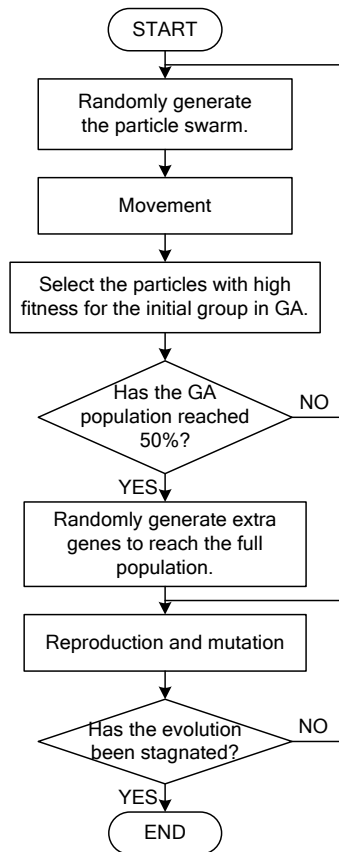 START
Randomly generate
the particle swarm.
Movement
Select the particles with high
fitness for the initial group in GA.
Has the GA
population reached
50%?
NO
YES
Randomly generate extra
genes to reach the full
population.
Reproduction and mutation
Has the evolution
been stagnated?
NO
YES
END